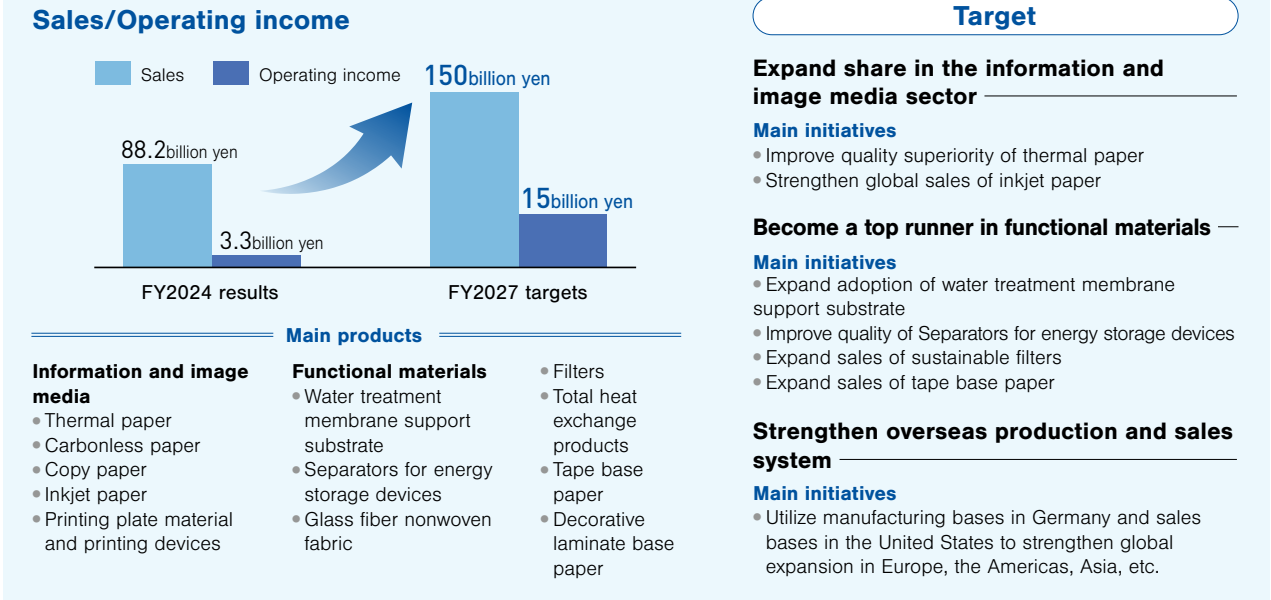 Sales/Operating income
Sales
Operating income
150billion yen
88.2billion yen
15billion yen
3.3billion yen
FY2024 results
FY2027 targets
Main products
Information and image
media
• Thermal paper
• Carbonless paper
• Copy paper
• Inkjet paper
• Printing plate material
and printing devices
Functional materials
• Water treatment
membrane support
substrate
• Separators for energy
storage devices
• Glass fiber nonwoven
fabric
• Filters
• Total heat
exchange
products
• Tape base
paper
• Decorative
laminate base
paper
Target
Expand share in the information and
image media sector
Main initiatives
• Improve quality superiority of thermal paper
• Strengthen global sales of inkjet paper
Become a top runner in functional materials
Main initiatives
• Expand adoption of water treatment membrane
support substrate
• Improve quality of Separators for energy storage devices
• Expand sales of sustainable filters
• Expand sales of tape base paper
Strengthen overseas production and sales
system
Main initiatives
• Utilize manufacturing bases in Germany and sales
bases in the United States to strengthen global
expansion in Europe, the Americas, Asia, etc.